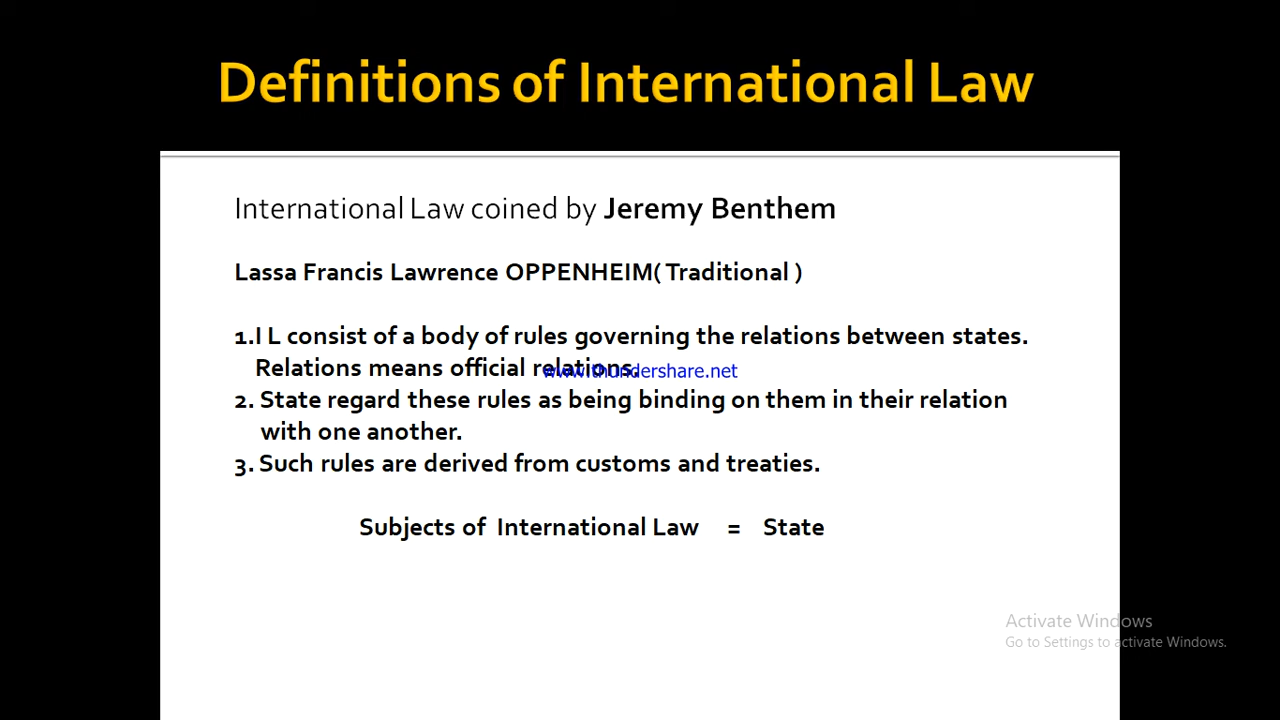 Definitions of International Law
International Law coined by Jeremy Benthem
Lassa Francis Lawrence OPPENHEIM( Traditional )
1.I L consist of a body of rules governing the relations between states.
Relations means official relations.
www.thundershare.net
2. State regard these rules as being binding on them in their relation
with one another.
3. Such rules are derived from customs and treaties.
Subjects of International Law = State
Activate Windows
Go to Settings to activate Windows.